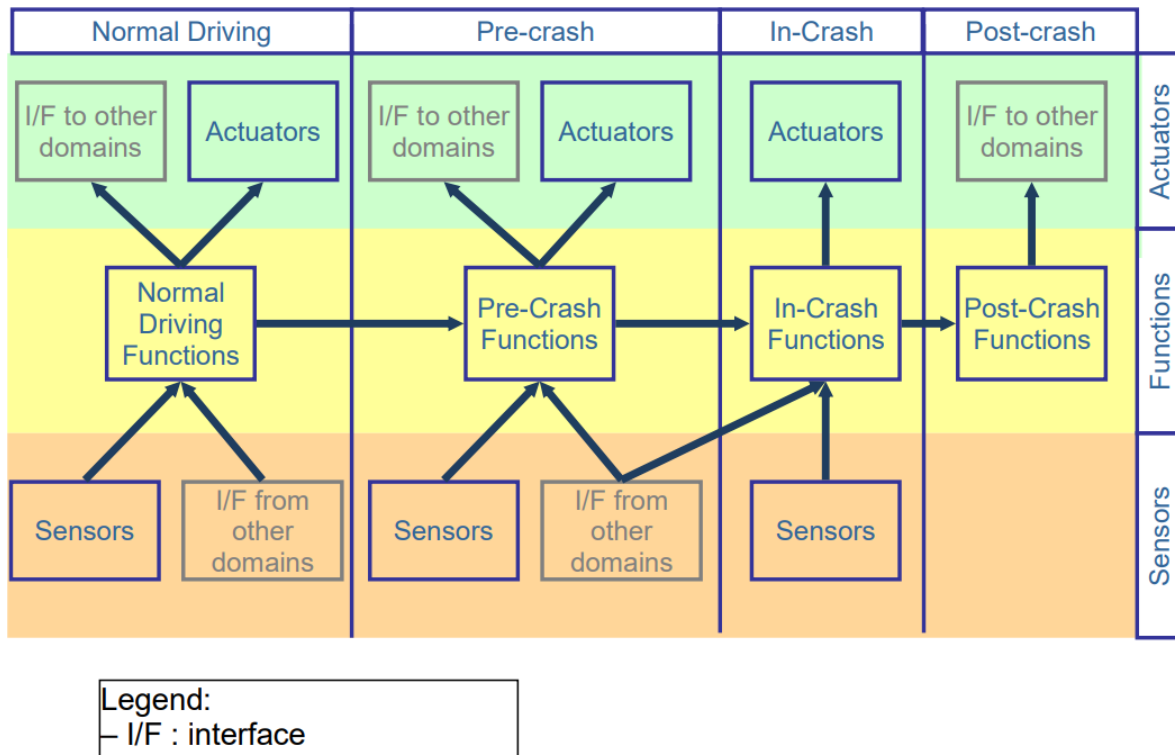 Normal Driving
Pre-crash
In-Crash
Post-crash
I/F to other
domains
Actuators
I/F to other
domains
Actuators
Actuators
I/F to other
domains
Actuators
Normal
Driving
Functions
Pre-Crash
Functions
In-Crash
Functions
Post-Crash
Functions
Functions
Sensors
I/F from
other
domains
Sensors
I/F from
other
domains
Sensors
Sensors
Legend:
– I/F : interface